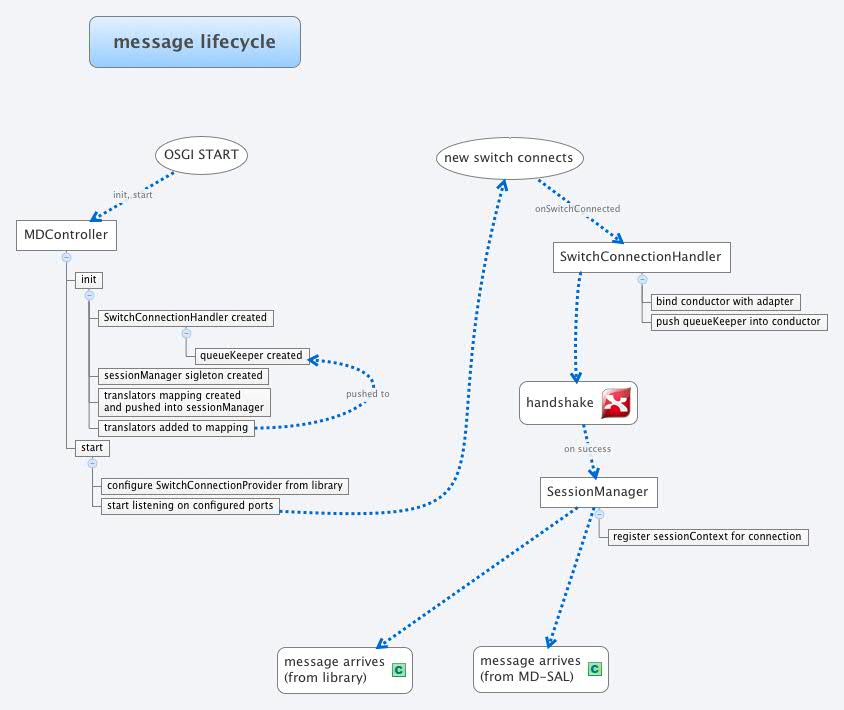 message lifecycle
OSGI START
init, start
MDController
init
SwitchConnectionHandler created
queueKeeper created
sessionManager sigleton created
translators mapping created
and pushed into sessionManager
translators added to mapping
pushed to
start
configure SwitchConnectionProvider from library
start listening on configured ports
new switch connects
onSwitchConnected
SwitchConnectionHandler
bind conductor with adapter
push queueKeeper into conductor
handshake
on success
SessionManager
register sessionContext for connection
message arrives
(from library)
C
message arrives
(from MD-SAL)
C